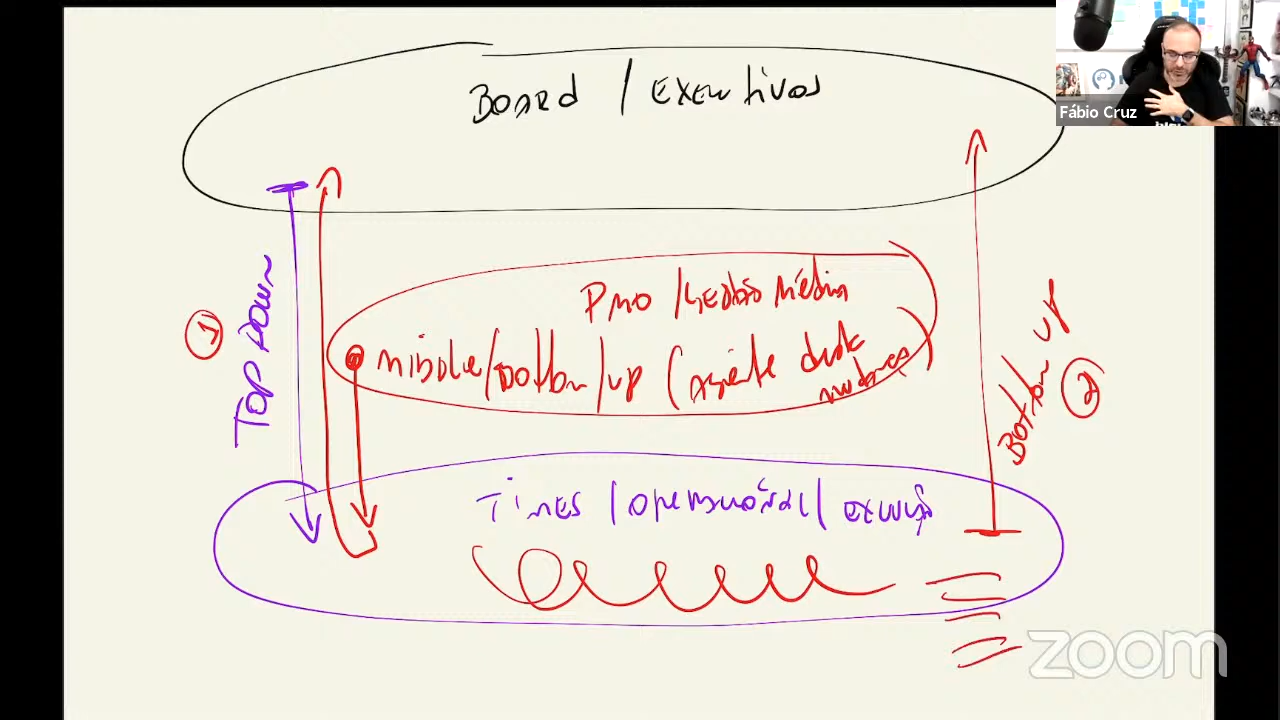 Board / Executivos
Fábio Cruz
1
TOP DOWN
PMO / Gestão média
middle/bottom/up (agente de
mudança)
Bottom up
2
Times / operacional / execução
zoom